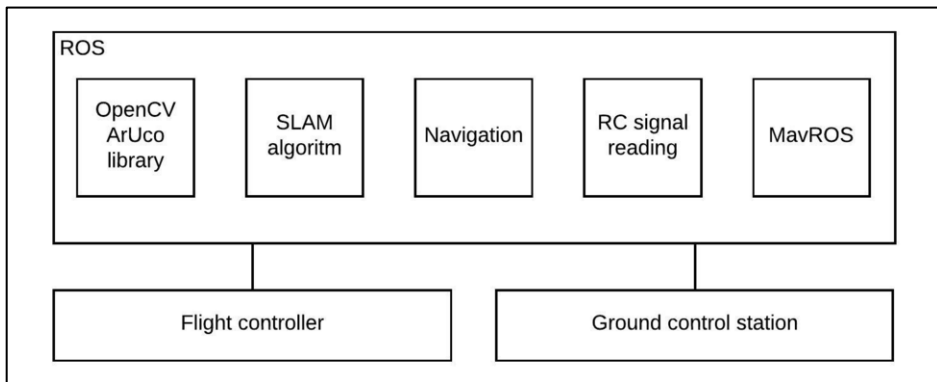 ROS
OpenCV
ArUco
library
SLAM
algoritm
Navigation
RC signal
reading
MavROS
Flight controller
Ground control station